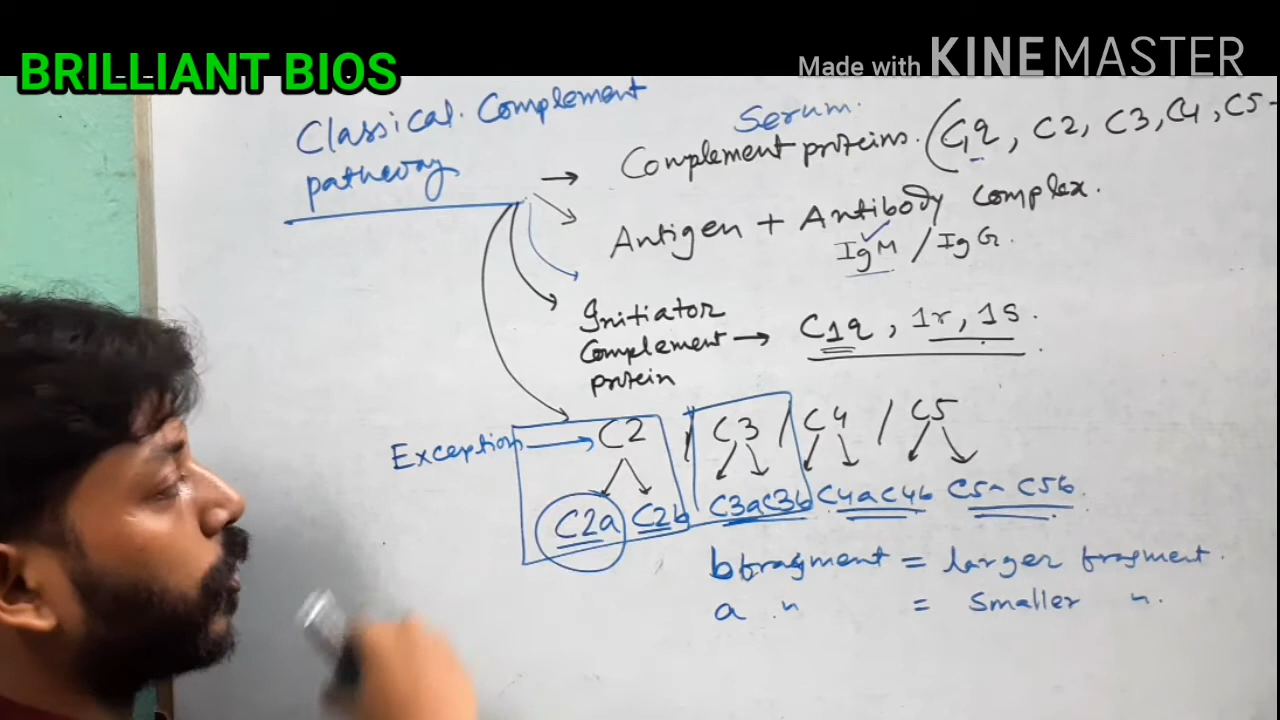 BRILLIANT BIOS
Made with KINEMASTER
Classical Complement
pathway
Serum.
Complement proteins. (C1q, C2, C3, C4, C5-
Antigen + Antibody Complex.
IgM / IgG.
Initiator
Complement → C1q, 1r, 1s.
protein
Exception → C2 / C3 / C4 / C5
C2a C2b C3a C3b C4a C4b C5a C5b
b fragment = larger fragment.
a " = Smaller ".